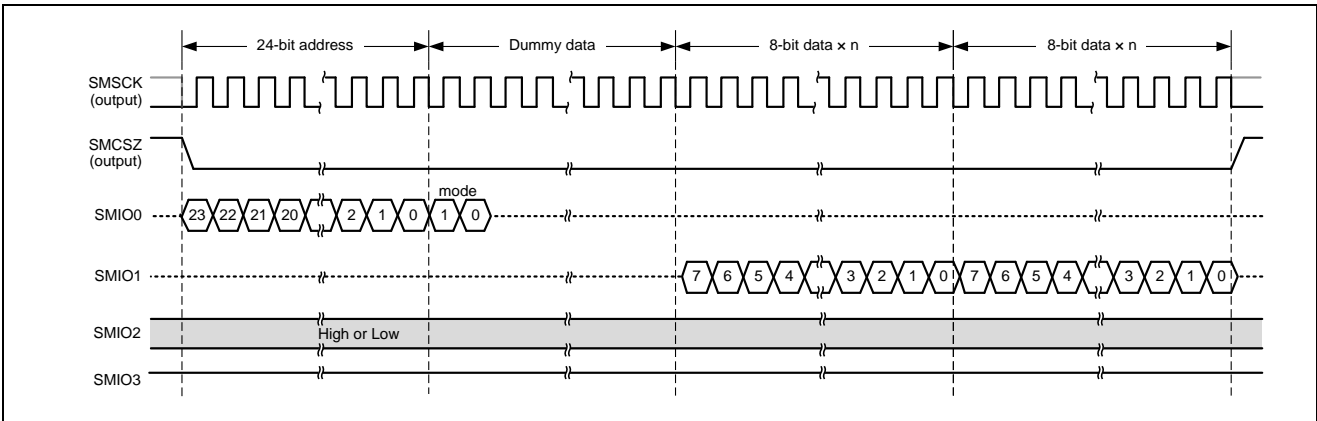 24-bit address Dummy data 8-bit data × n 8-bit data × n
SMSCK
(output)
SMCSZ
(output)
mode
SMIO0 23 22 21 20 2 1 0 1 0
SMIO1 7 6 5 4 3 2 1 0 7 6 5 4 3 2 1 0
SMIO2 High or Low
SMIO3